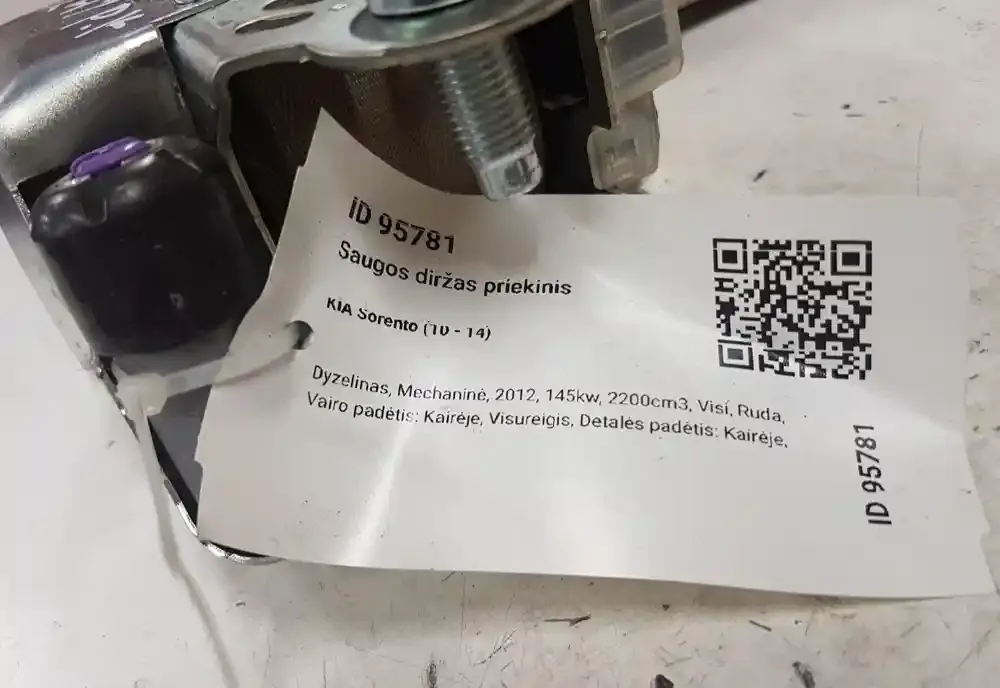 ID 95781
Saugos diržas priekinis
KIA Sorento (10 - 14)
Dyzelinas, Mechaninė, 2012, 145kw, 2200cm3, Visi, Ruda,
Vairo padėtis: Kairėje, Visureigis, Detalės padėtis: Kairėje,
ID 95781